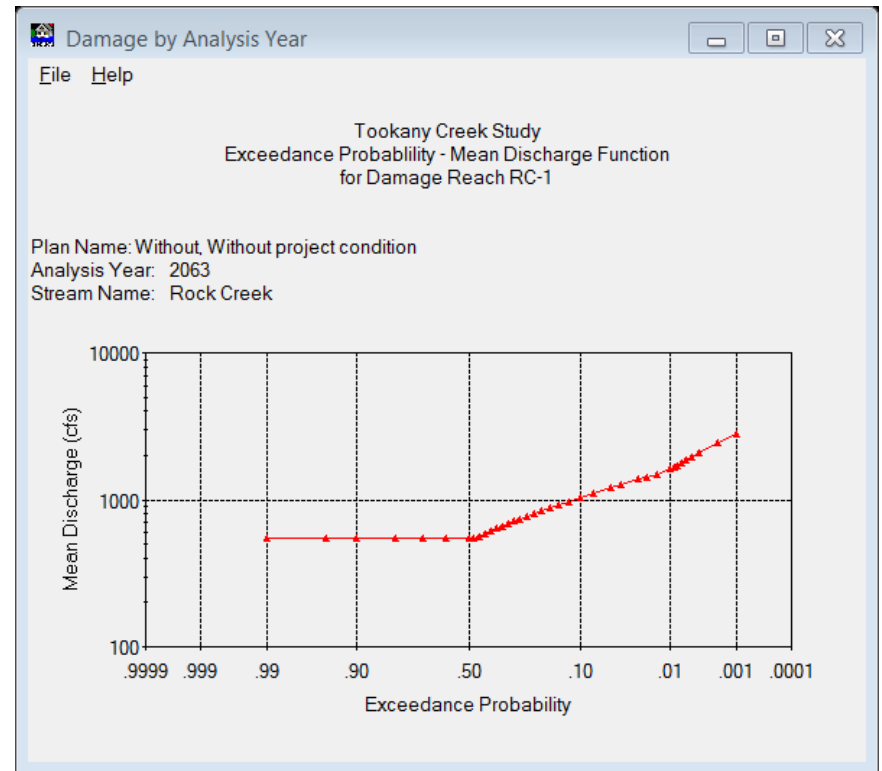 Damage by Analysis Year
File Help
Tookany Creek Study
Exceedance Probablility - Mean Discharge Function
for Damage Reach RC-1
Plan Name: Without, Without project condition
Analysis Year: 2063
Stream Name: Rock Creek
10000
1000
100
Mean Discharge (cfs)
.9999 .999 .99 .90 .50 .10 .01 .001 .0001
Exceedance Probability